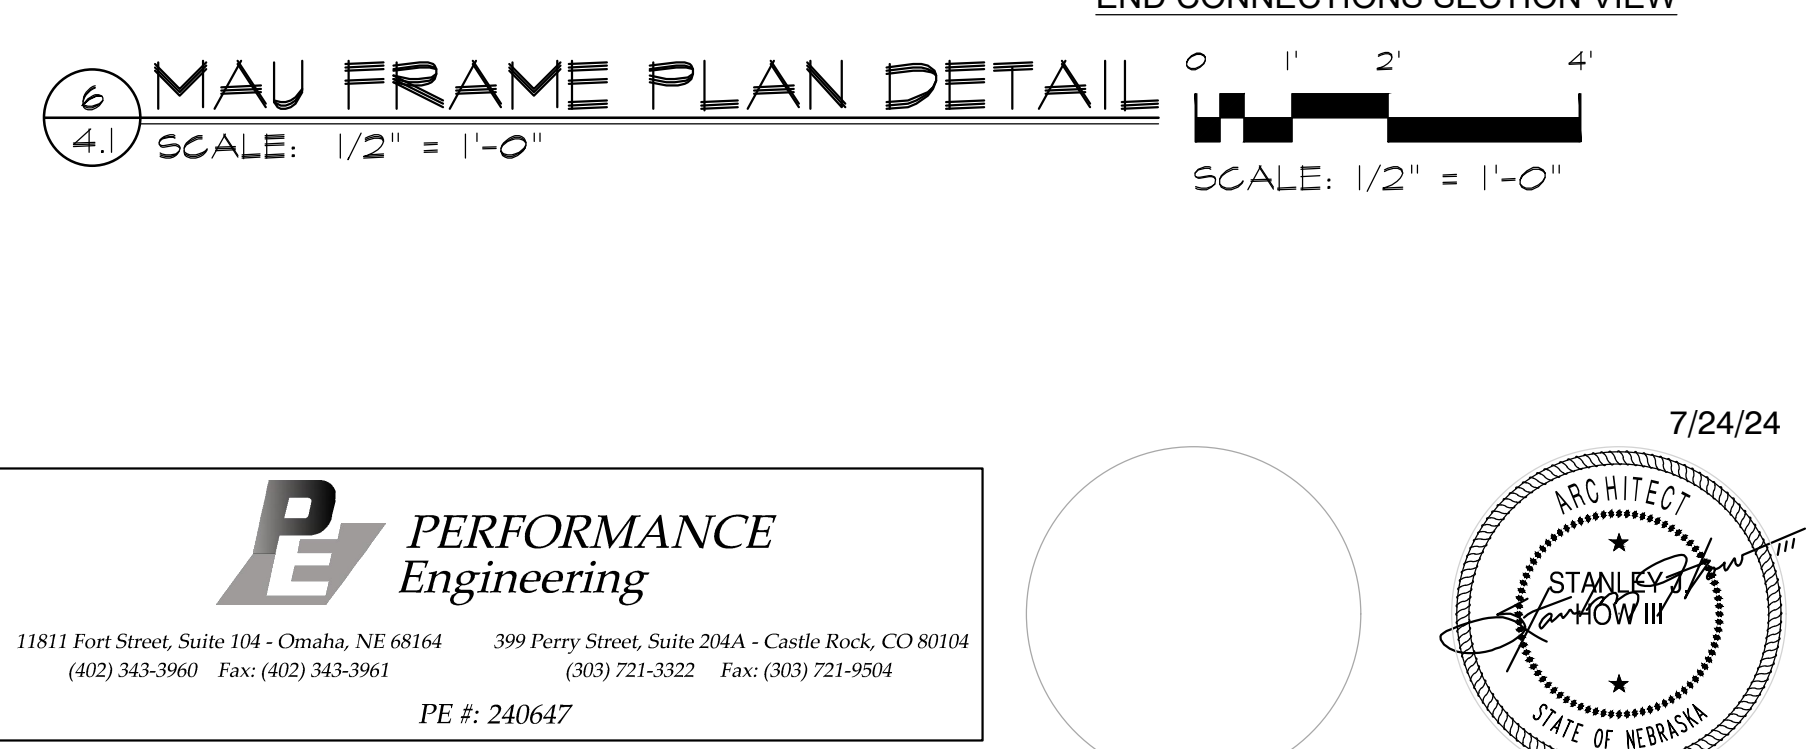 END CONNECTIONS SECTION VIEW
6
4.1
MAU FRAME PLAN DETAIL
SCALE: 1/2" = 1'-0"
0 1' 2' 4'
SCALE: 1/2" = 1'-0"
7/24/24
PE
PERFORMANCE
Engineering
11811 Fort Street, Suite 104 - Omaha, NE 68164
(402) 343-3960 Fax: (402) 343-3961
399 Perry Street, Suite 204A - Castle Rock, CO 80104
(303) 721-3322 Fax: (303) 721-9504
PE #: 240647
ARCHITECT
STANLEY J.
HOW III
STATE OF NEBRASKA